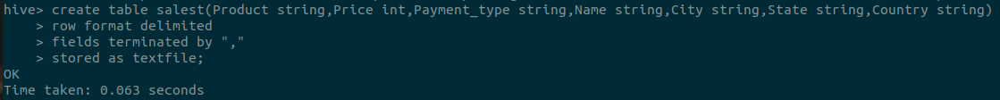 hive> create table salest(Product string,Price int,Payment_type string,Name string,City string,State string,Country string)
    > row format delimited
    > fields terminated by ","
    > stored as textfile;
OK
Time taken: 0.063 seconds